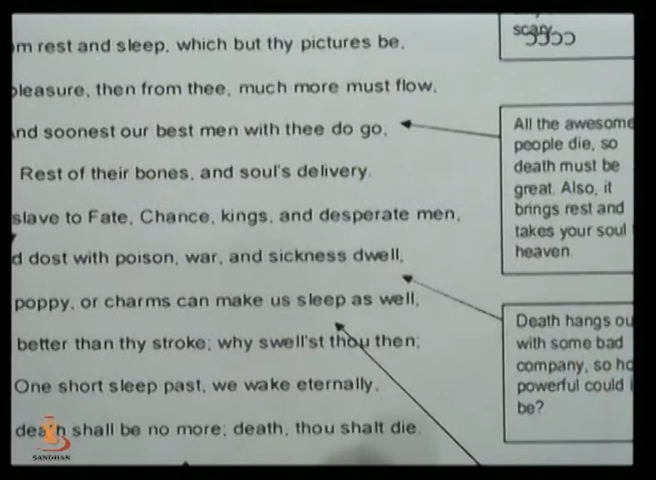 m rest and sleep, which but thy pictures be,
pleasure, then from thee, much more must flow,
And soonest our best men with thee do go,
Rest of their bones, and soul's delivery.
slave to Fate, Chance, kings, and desperate men,
d dost with poison, war, and sickness dwell,
poppy, or charms can make us sleep as well,
better than thy stroke; why swell'st thou then;
One short sleep past, we wake eternally,
death shall be no more; death, thou shalt die.
scary
All the awesome
people die, so
death must be
great. Also, it
brings rest and
takes your soul
heaven.
Death hangs ou
with some bad
company, so ho
powerful could i
be?
SANDHAN